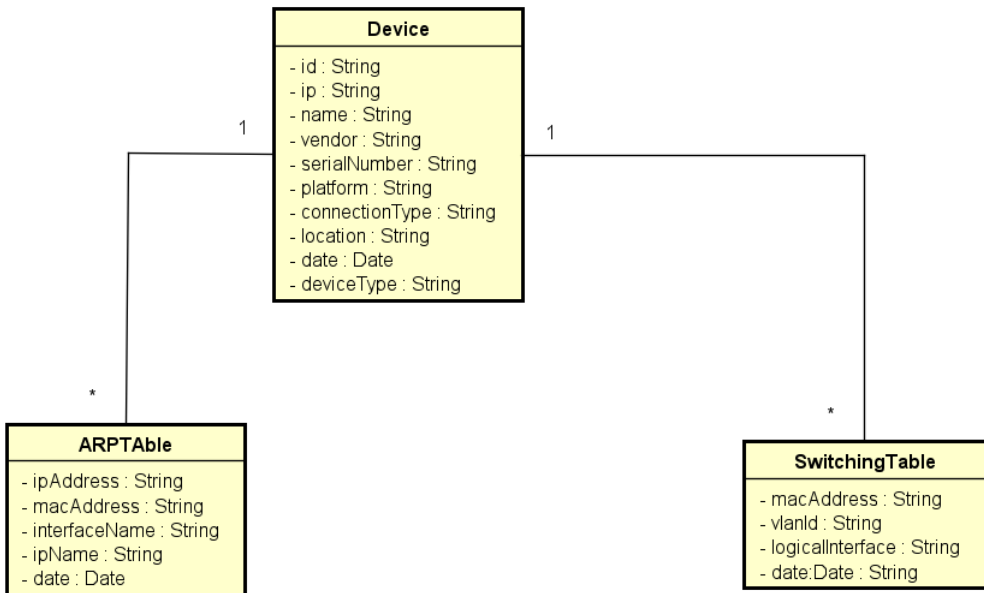 Device
- id : String
- ip : String
- name : String
- vendor : String
- serialNumber : String
- platform : String
- connectionType : String
- location : String
- date : Date
- deviceType : String
1
1
*
*
ARPTAble
- ipAddress : String
- macAddress : String
- interfaceName : String
- ipName : String
- date : Date
SwitchingTable
- macAddress : String
- vlanId : String
- logicalInterface : String
- date:Date : String